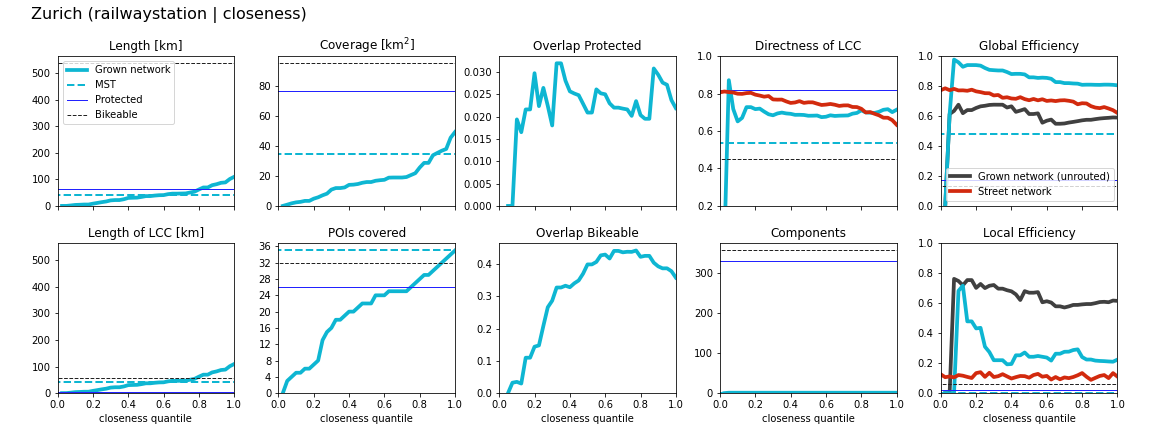 Zurich (railwaystation | closeness)
Length [km]
500
400
300
200
100
0
Grown network
MST
Protected
Bikeable
Coverage [km²]
80
60
40
20
0
Overlap Protected
0.030
0.025
0.020
0.015
0.010
0.005
0.000
Directness of LCC
1.0
0.8
0.6
0.4
0.2
Global Efficiency
1.0
0.8
0.6
0.4
0.2
0.0
Grown network (unrouted)
Street network
Length of LCC [km]
500
400
300
200
100
0
0.0 0.2 0.4 0.6 0.8 1.0
closeness quantile
POIs covered
36
32
28
24
20
16
12
8
4
0
0.0 0.2 0.4 0.6 0.8 1.0
closeness quantile
Overlap Bikeable
0.4
0.3
0.2
0.1
0.0
0.0 0.2 0.4 0.6 0.8 1.0
closeness quantile
Components
300
200
100
0
0.0 0.2 0.4 0.6 0.8 1.0
closeness quantile
Local Efficiency
1.0
0.8
0.6
0.4
0.2
0.0
0.0 0.2 0.4 0.6 0.8 1.0
closeness quantile